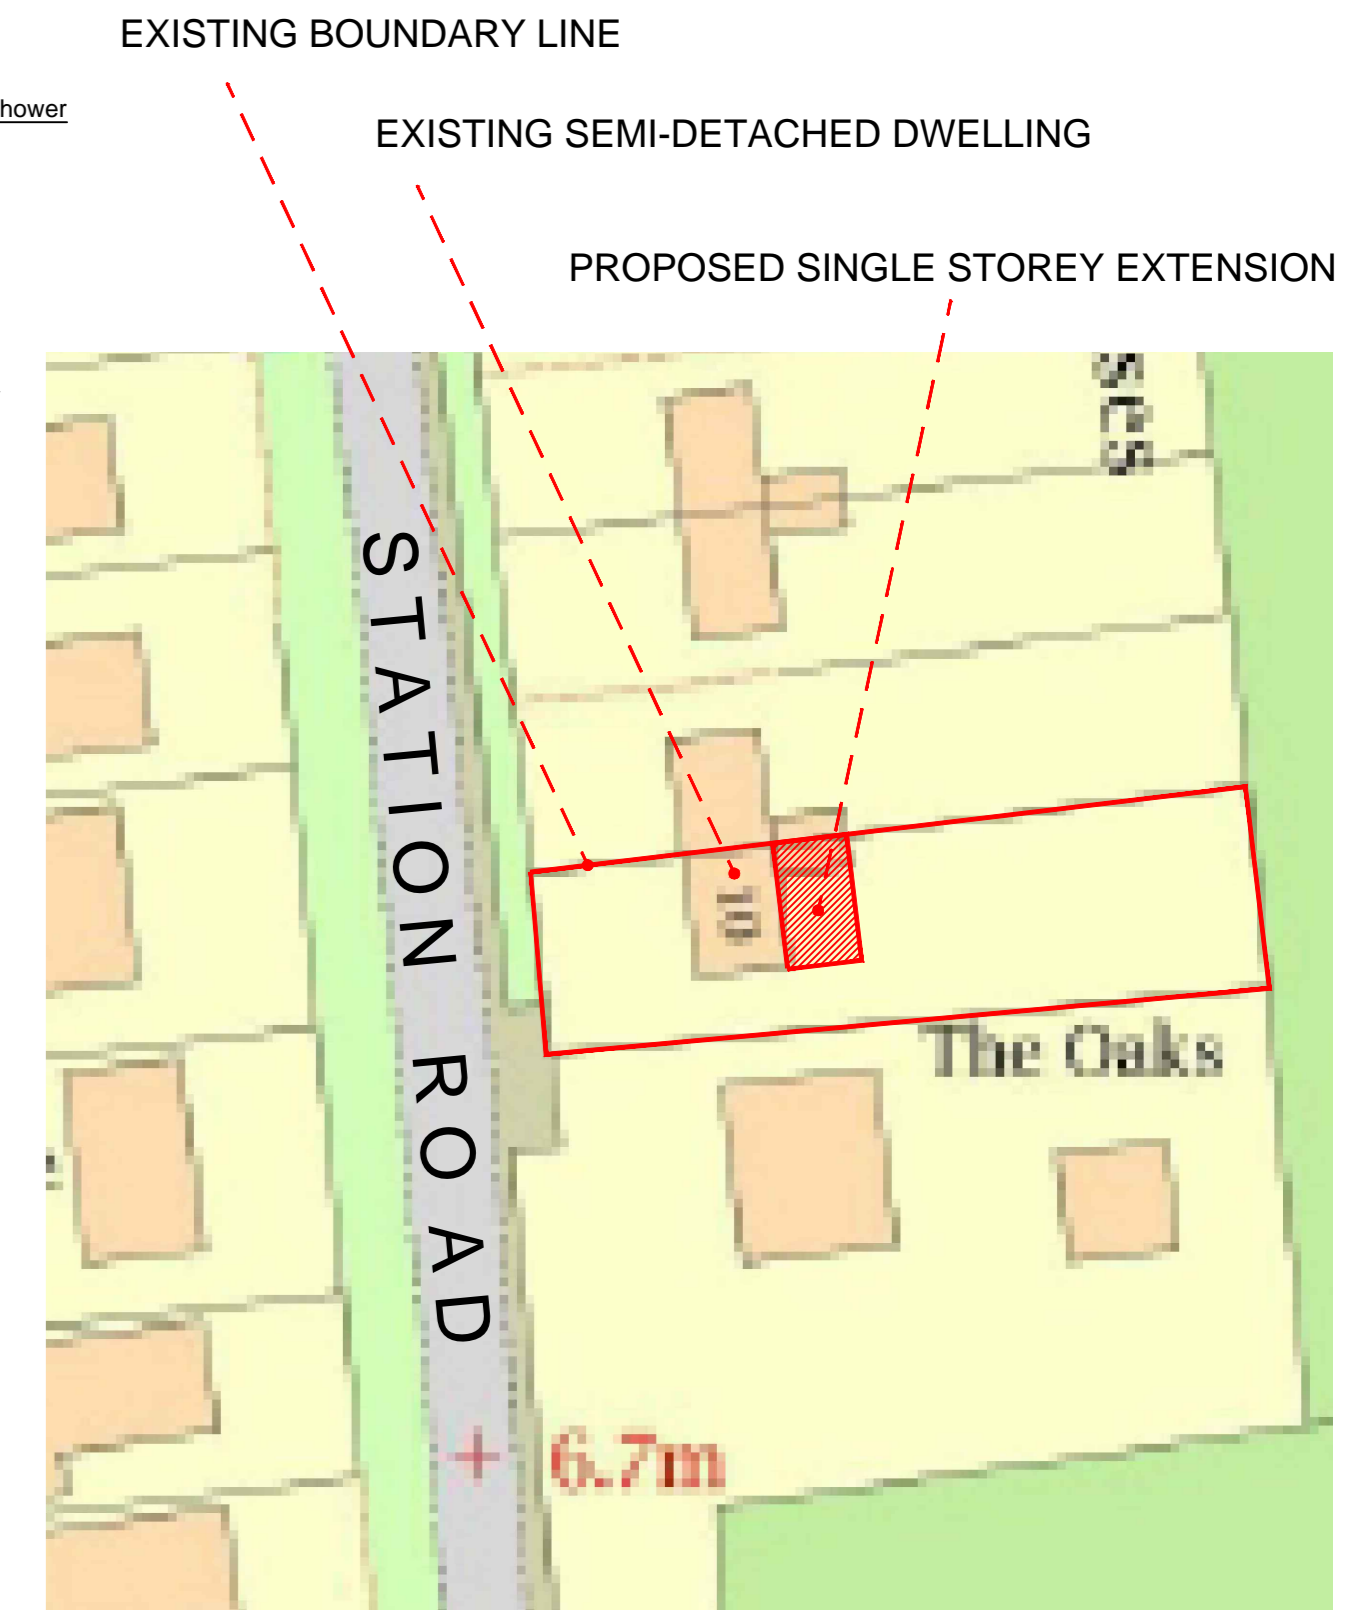 EXISTING BOUNDARY LINE
hower
EXISTING SEMI-DETACHED DWELLING
PROPOSED SINGLE STOREY EXTENSION
ses
STATION ROAD
10
The Oaks
6.7m